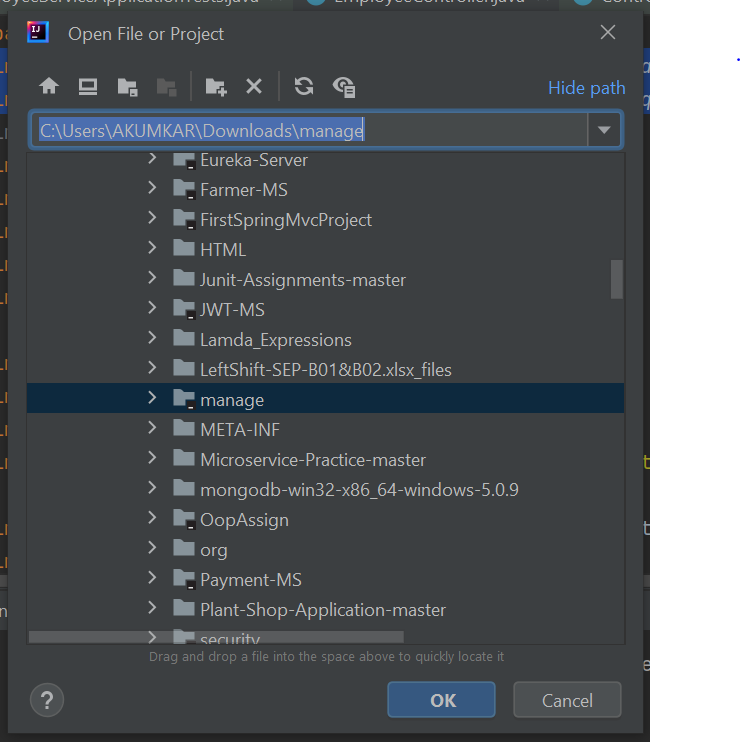 Open File or Project
Hide path
C:\Users\AKUMKAR\Downloads\manage
Eureka-Server
Farmer-MS
FirstSpringMvcProject
HTML
Junit-Assignments-master
JWT-MS
Lamda_Expressions
LeftShift-SEP-B01&B02.xlsx_files
manage
META-INF
Microservice-Practice-master
mongodb-win32-x86_64-windows-5.0.9
OopAssign
org
Payment-MS
Plant-Shop-Application-master
security
Drag and drop a file into the space above to quickly locate it
?
OK
Cancel